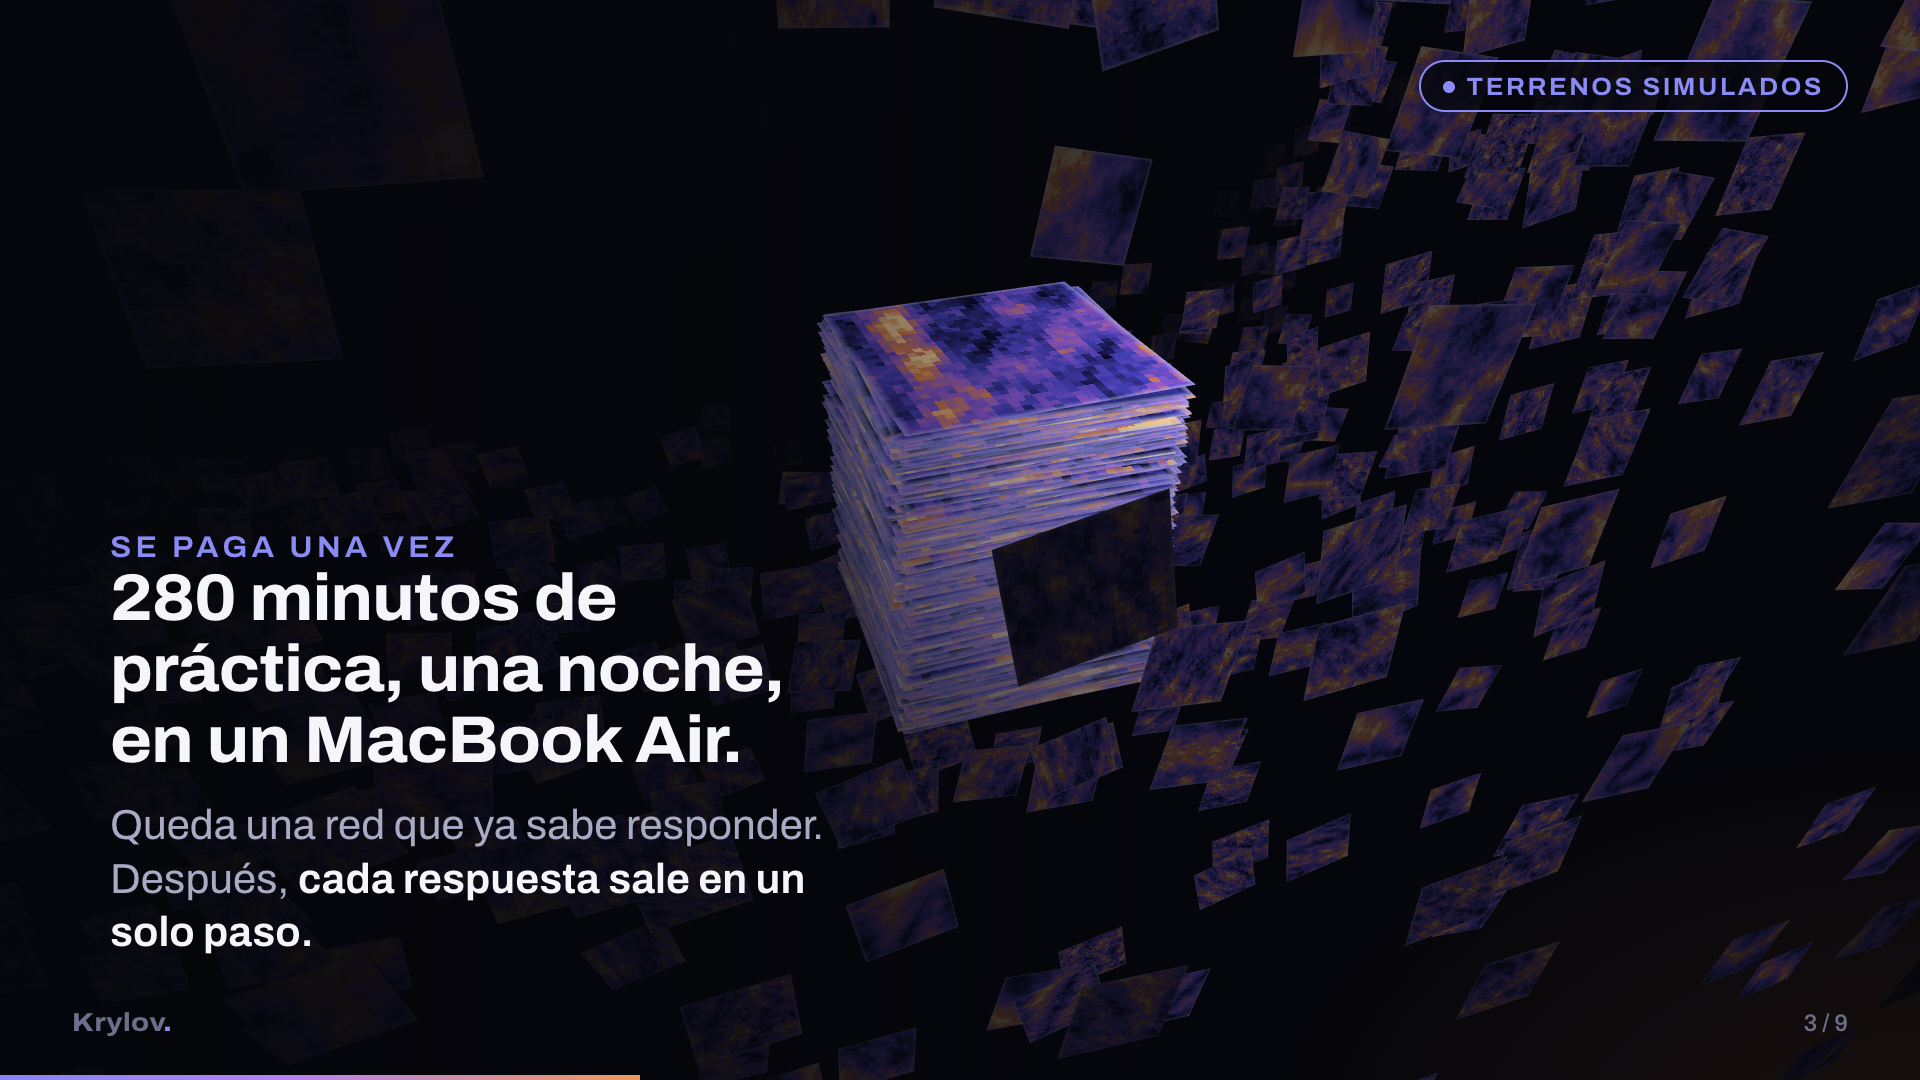 TERRENOS SIMULADOS
SE PAGA UNA VEZ
280 minutos de
práctica, una noche,
en un MacBook Air.
Queda una red que ya sabe responder.
Después, cada respuesta sale en un
solo paso.
Krylov.
3 / 9